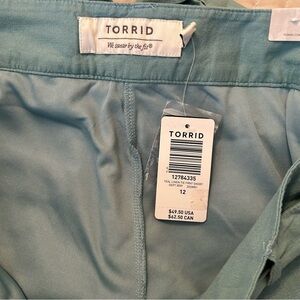 TORRID
We swear by the fit®
TORRID
12784335
12
$49.50 USA
$62.50 CAN